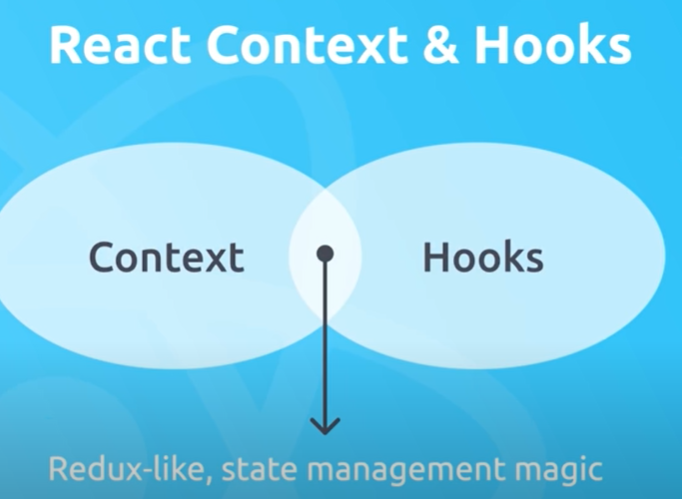 React Context & Hooks
Context
Hooks
Redux-like, state management magic